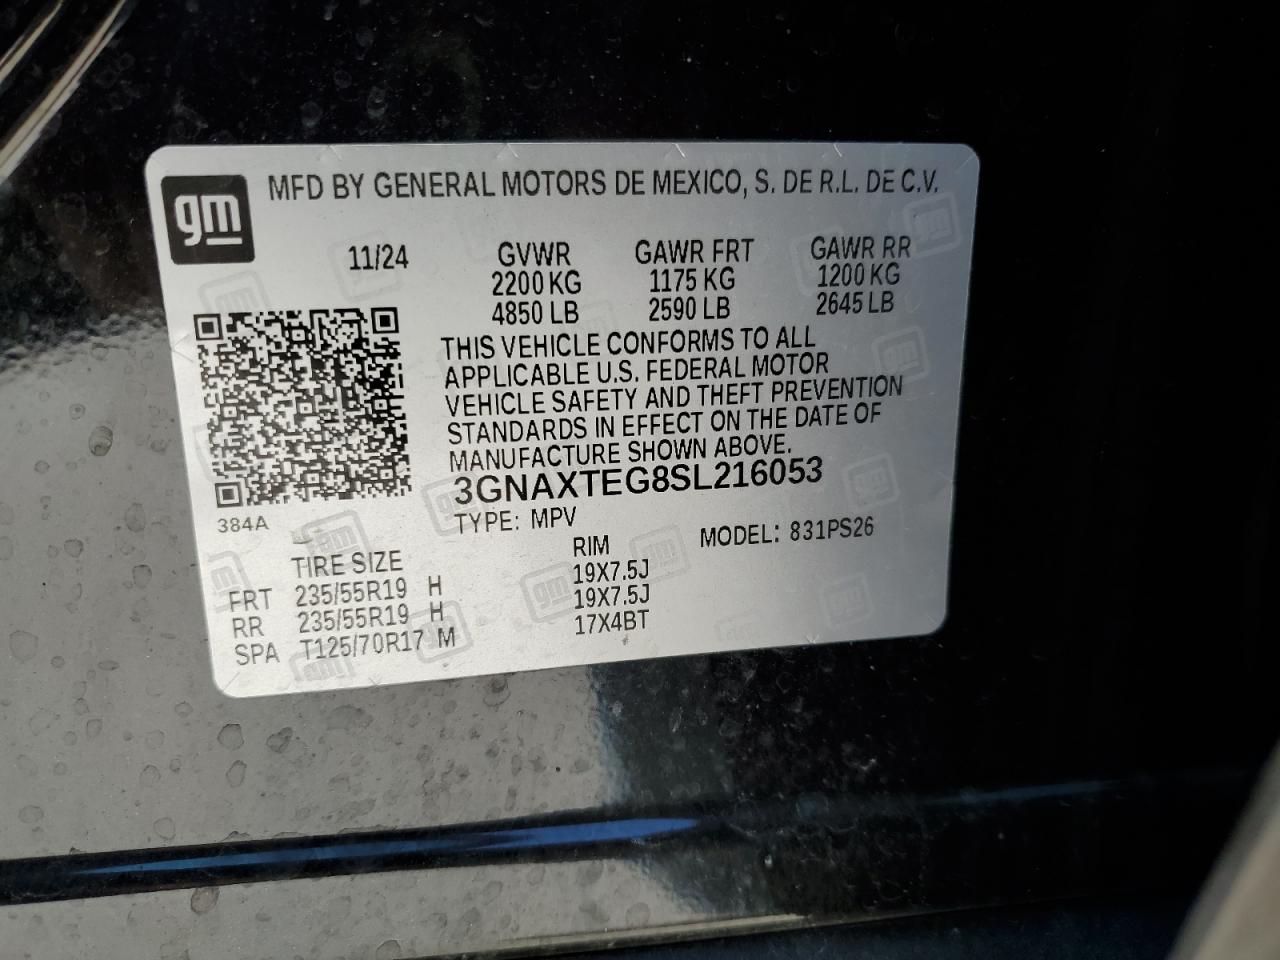 gm
MFD BY GENERAL MOTORS DE MEXICO, S. DE R.L. DE C.V.
11/24 GVWR GAWR FRT GAWR RR
2200 KG 1175 KG 1200 KG
4850 LB 2590 LB 2645 LB
THIS VEHICLE CONFORMS TO ALL
APPLICABLE U.S. FEDERAL MOTOR
VEHICLE SAFETY AND THEFT PREVENTION
STANDARDS IN EFFECT ON THE DATE OF
MANUFACTURE SHOWN ABOVE.
3GNAXTEG8SL216053
384A
TYPE: MPV MODEL: 831PS26
TIRE SIZE RIM
FRT 235/55R19 H 19X7.5J
RR 235/55R19 H 19X7.5J
SPA T125/70R17 M 17X4BT